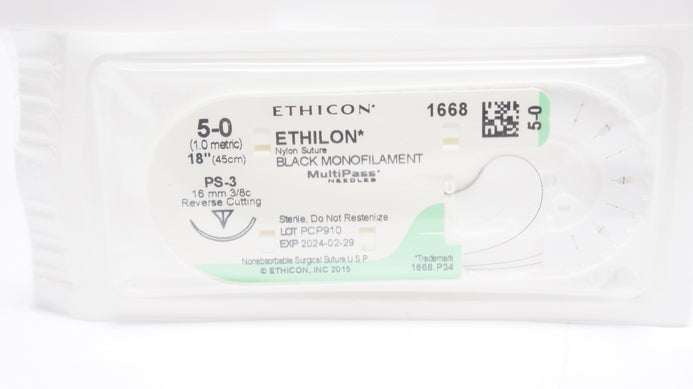 ETHICON*
1668
5-0
5-0
(1.0 metric)
18" (45cm)
ETHILON*
Nylon Suture
BLACK MONOFILAMENT
MultiPass*
NEEDLES
PS-3
16 mm 3/8c
Reverse Cutting
Sterile, Do Not Resterilize
LOT PCP910
EXP 2024-02-29
Nonabsorbable Surgical Suture U.S.P.
© ETHICON, INC 2015
*Trademark
1668.P34